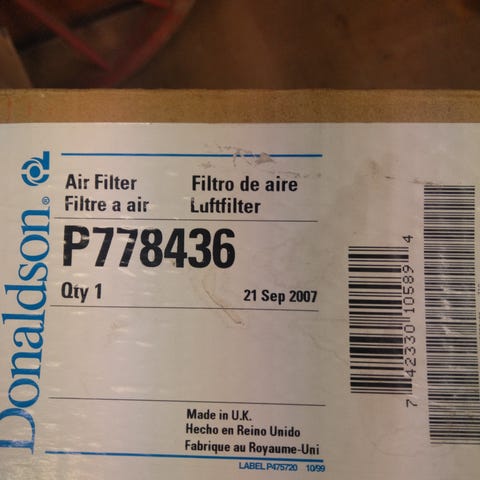 Donaldson®
Air Filter Filtro de aire
Filtre a air Luftfilter
P778436
Qty 1 21 Sep 2007
Made in U.K.
Hecho en Reino Unido
Fabrique au Royaume-Uni
LABEL P475720 10/99
7 42330 10589 4